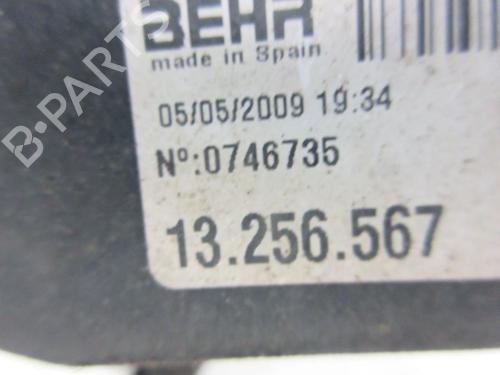 BEHR
made in Spain
05/05/2009 19:34
Nº:0746735
13.256.567
B-PARTS